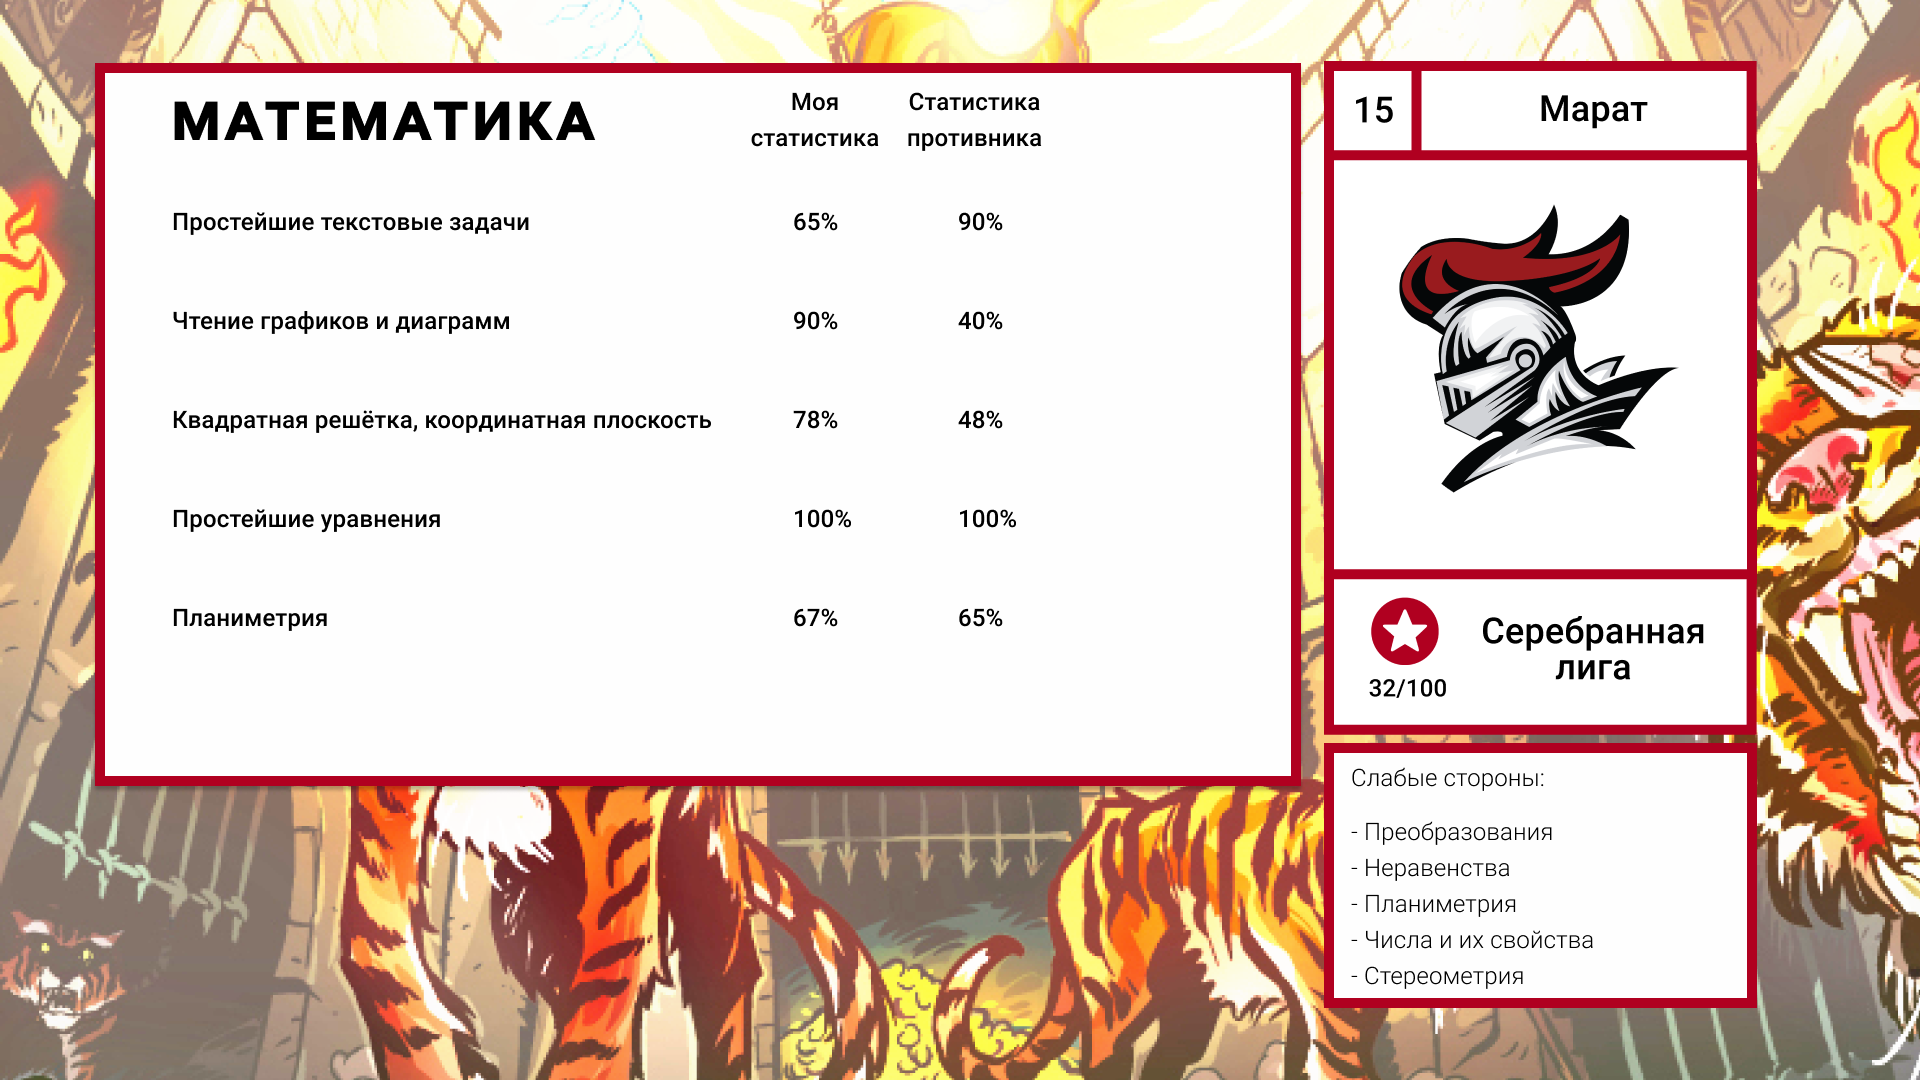 МАТЕМАТИКА
Моя
статистика
Статистика
противника
Простейшие текстовые задачи 65% 90%
Чтение графиков и диаграмм 90% 40%
Квадратная решётка, координатная плоскость 78% 48%
Простейшие уравнения 100% 100%
Планиметрия 67% 65%
15 Марат
Серебранная
лига
32/100
Слабые стороны:
- Преобразования
- Неравенства
- Планиметрия
- Числа и их свойства
- Стереометрия